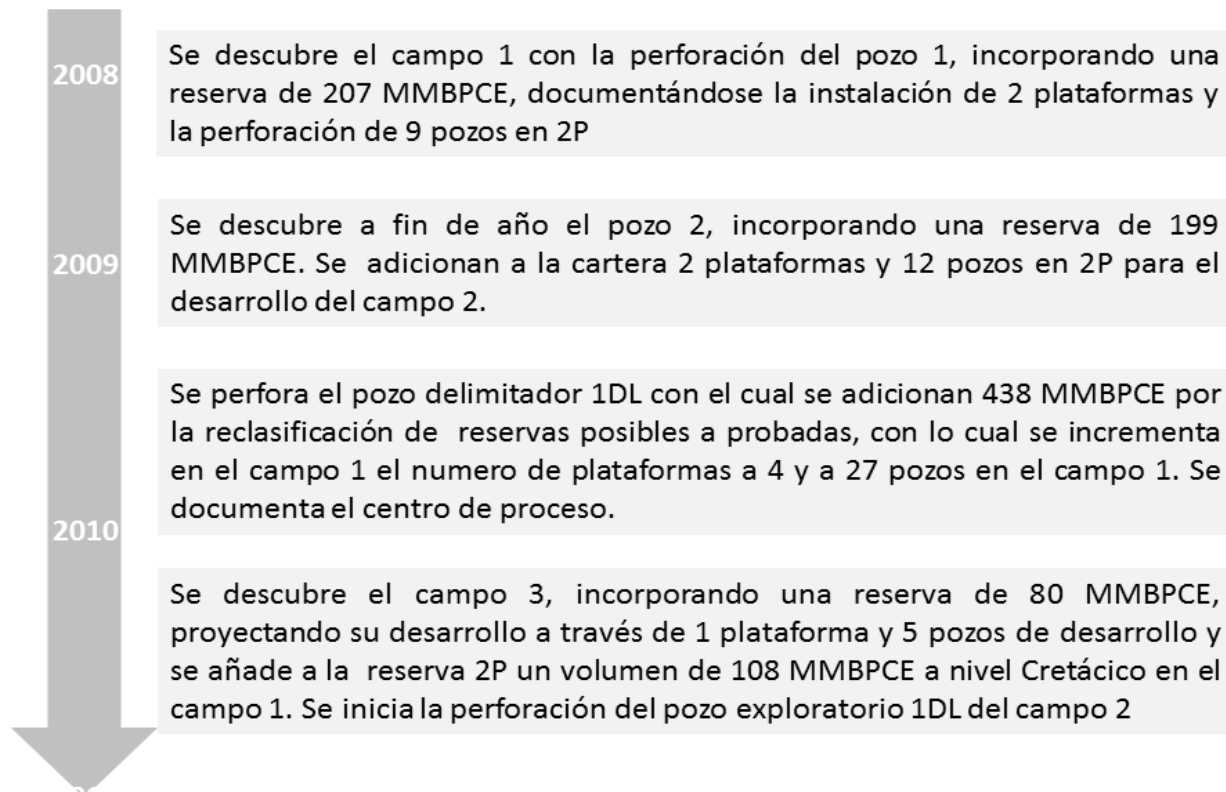 2008
Se descubre el campo 1 con la perforación del pozo 1, incorporando una
reserva de 207 MMBPCE, documentándose la instalación de 2 plataformas y
la perforación de 9 pozos en 2P
2009
Se descubre a fin de año el pozo 2, incorporando una reserva de 199
MMBPCE. Se adicionan a la cartera 2 plataformas y 12 pozos en 2P para el
desarrollo del campo 2.
2010
Se perfora el pozo delimitador 1DL con el cual se adicionan 438 MMBPCE por
la reclasificación de reservas posibles a probadas, con lo cual se incrementa
en el campo 1 el numero de plataformas a 4 y a 27 pozos en el campo 1. Se
documenta el centro de proceso.
Se descubre el campo 3, incorporando una reserva de 80 MMBPCE,
proyectando su desarrollo a través de 1 plataforma y 5 pozos de desarrollo y
se añade a la reserva 2P un volumen de 108 MMBPCE a nivel Cretácico en el
campo 1. Se inicia la perforación del pozo exploratorio 1DL del campo 2